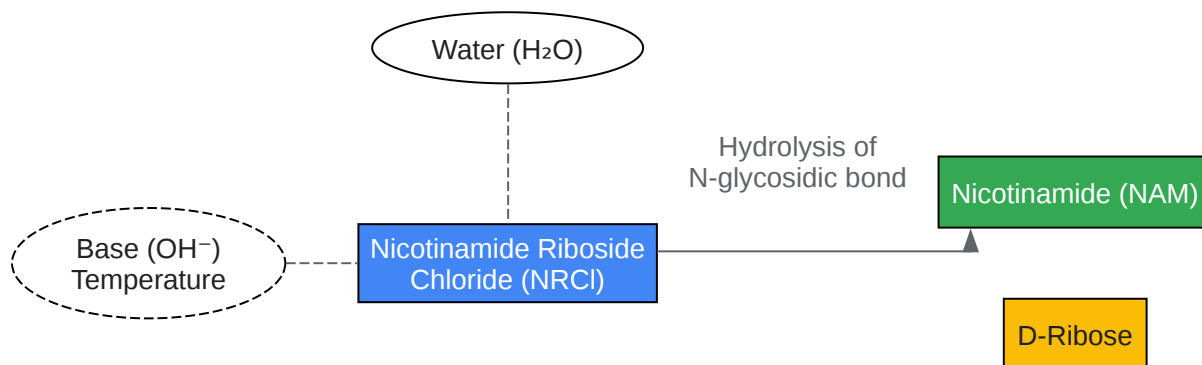 Water (H₂O)
Hydrolysis of
N-glycosidic bond
Nicotinamide (NAM)
Base (OH⁻)
Temperature
Nicotinamide Riboside
Chloride (NRCl)
D-Ribose